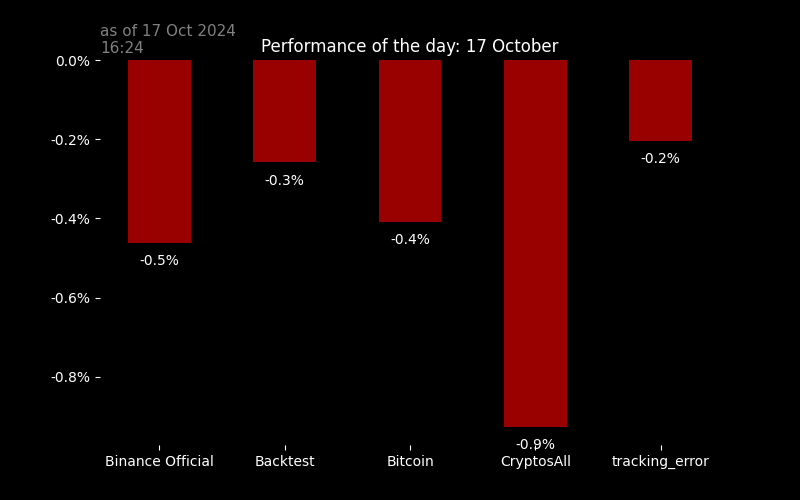 as of 17 Oct 2024
16:24
Performance of the day: 17 October
0.0%
-0.2%
-0.4%
-0.6%
-0.8%
-0.5%
-0.3%
-0.4%
-0.9%
-0.2%
Binance Official
Backtest
Bitcoin
CryptosAll
tracking_error